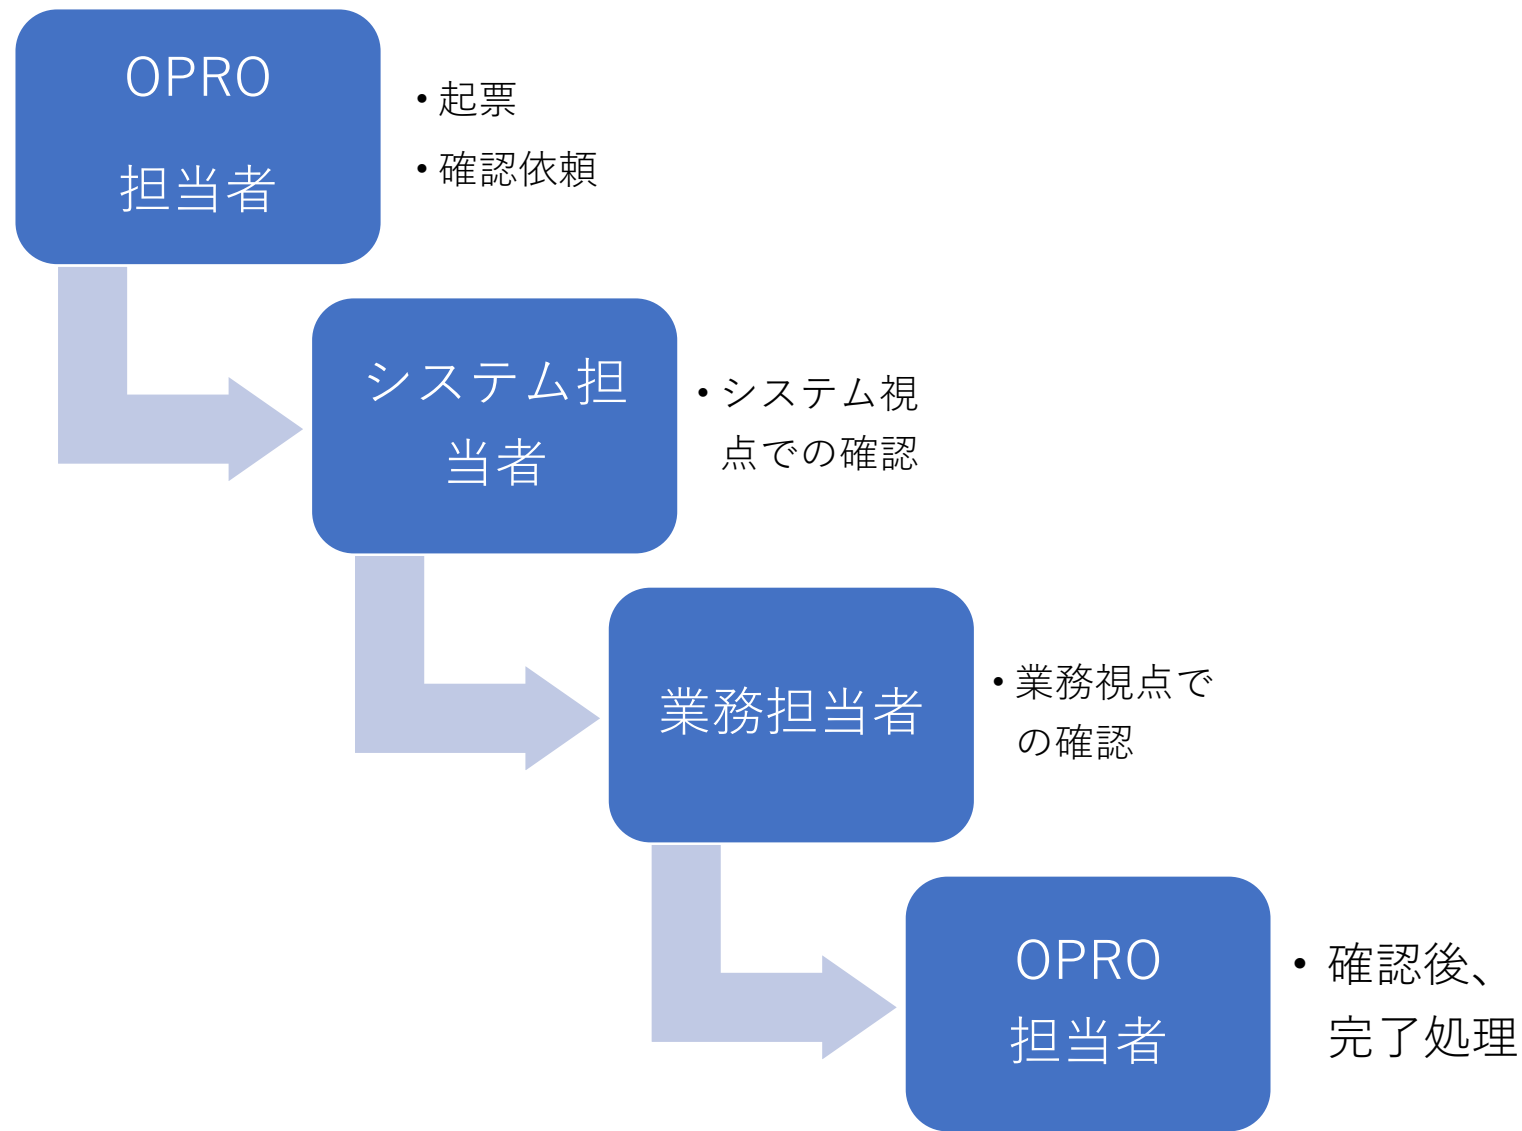 OPRO
担当者
• 起票
• 確認依頼
システム担
当者
• システム視
点での確認
業務担当者
• 業務視点で
の確認
OPRO
担当者
• 確認後、
完了処理